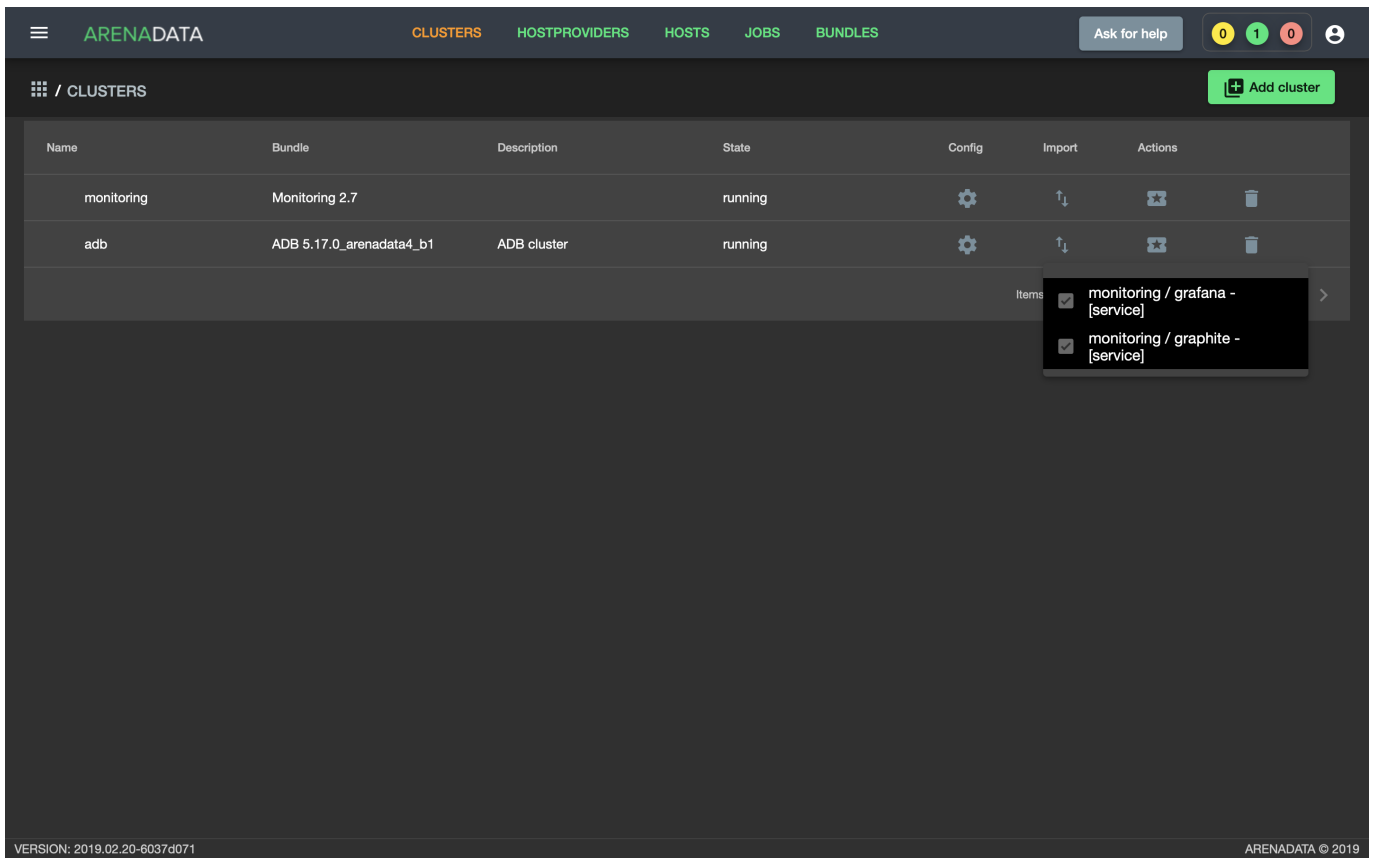 ARENADATA CLUSTERS HOSTPROVIDERS HOSTS JOBS BUNDLES Ask for help 0 1 0
/ CLUSTERS Add cluster
Name Bundle Description State Config Import Actions
monitoring Monitoring 2.7 running
adb ADB 5.17.0_arenadata4_b1 ADB cluster running
Items
monitoring / grafana -
[service]
monitoring / graphite -
[service]
VERSION: 2019.02.20-6037d071 ARENADATA © 2019